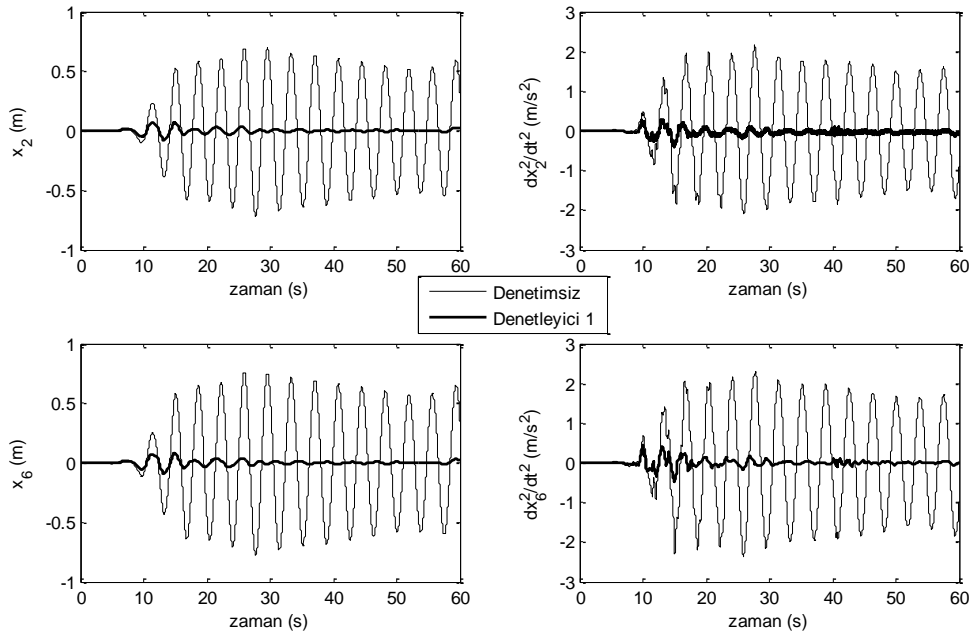 1
0.5
0
-0.5
-1
x2 (m)
0 10 20 30 40 50 60
zaman (s)
3
2
1
0
-1
-2
-3
dx2²/dt² (m/s²)
0 10 20 30 40 50 60
zaman (s)
Denetimsiz
Denetleyici 1
1
0.5
0
-0.5
-1
x6 (m)
0 10 20 30 40 50 60
zaman (s)
3
2
1
0
-1
-2
-3
dx6²/dt² (m/s²)
0 10 20 30 40 50 60
zaman (s)